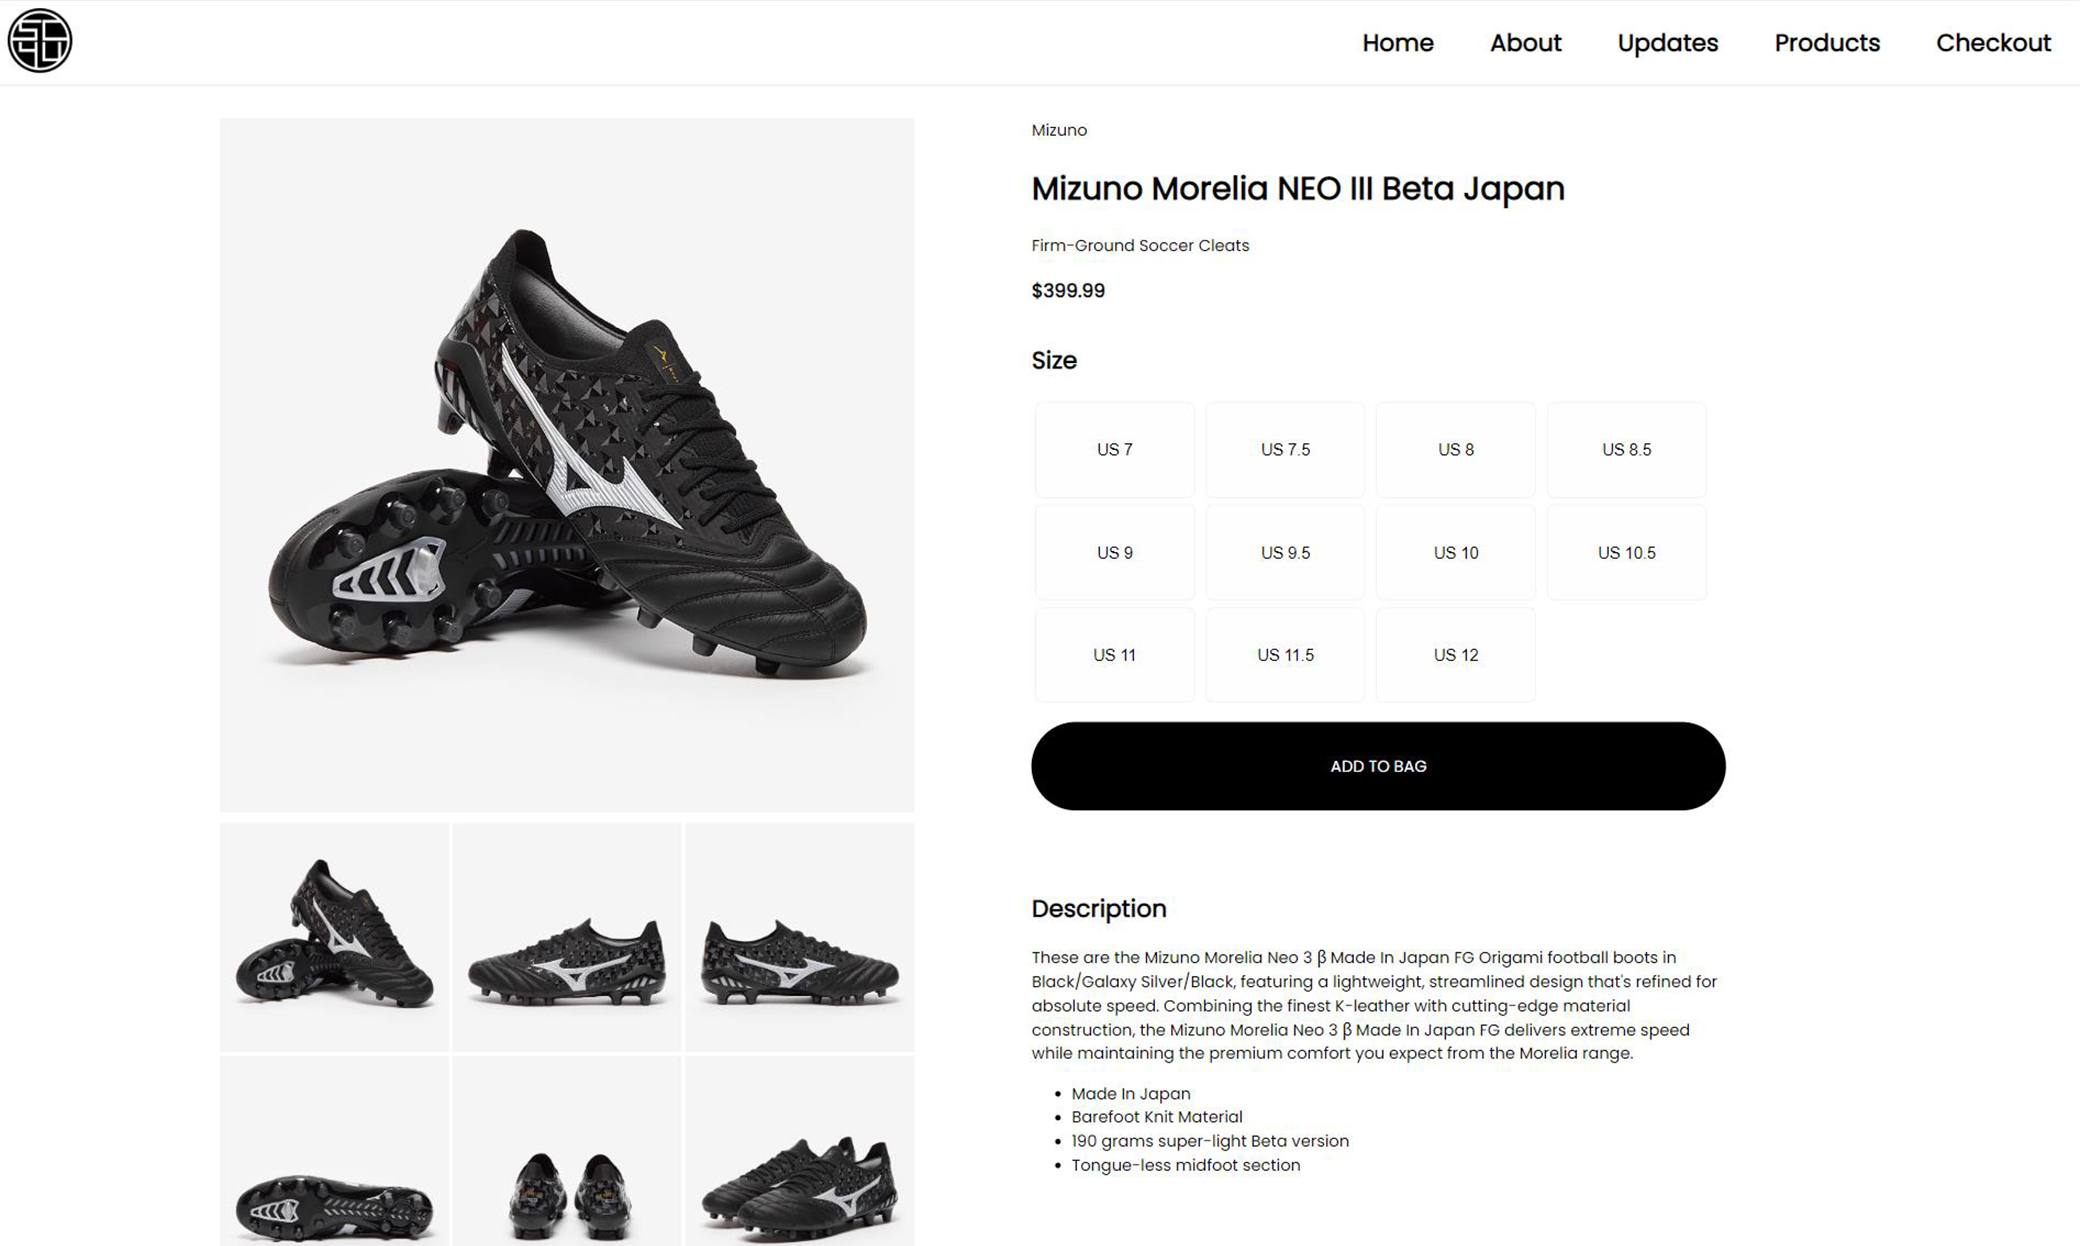 SC4U
Home About Updates Products Checkout
Mizuno
Mizuno Morelia NEO III Beta Japan
Firm-Ground Soccer Cleats
$399.99
Size
US 7 US 7.5 US 8 US 8.5
US 9 US 9.5 US 10 US 10.5
US 11 US 11.5 US 12
ADD TO BAG
Description
These are the Mizuno Morelia Neo 3 β Made In Japan FG Origami football boots in
Black/Galaxy Silver/Black, featuring a lightweight, streamlined design that's refined for
absolute speed. Combining the finest K-leather with cutting-edge material
construction, the Mizuno Morelia Neo 3 β Made In Japan FG delivers extreme speed
while maintaining the premium comfort you expect from the Morelia range.
• Made In Japan
• Barefoot Knit Material
• 190 grams super-light Beta version
• Tongue-less midfoot section